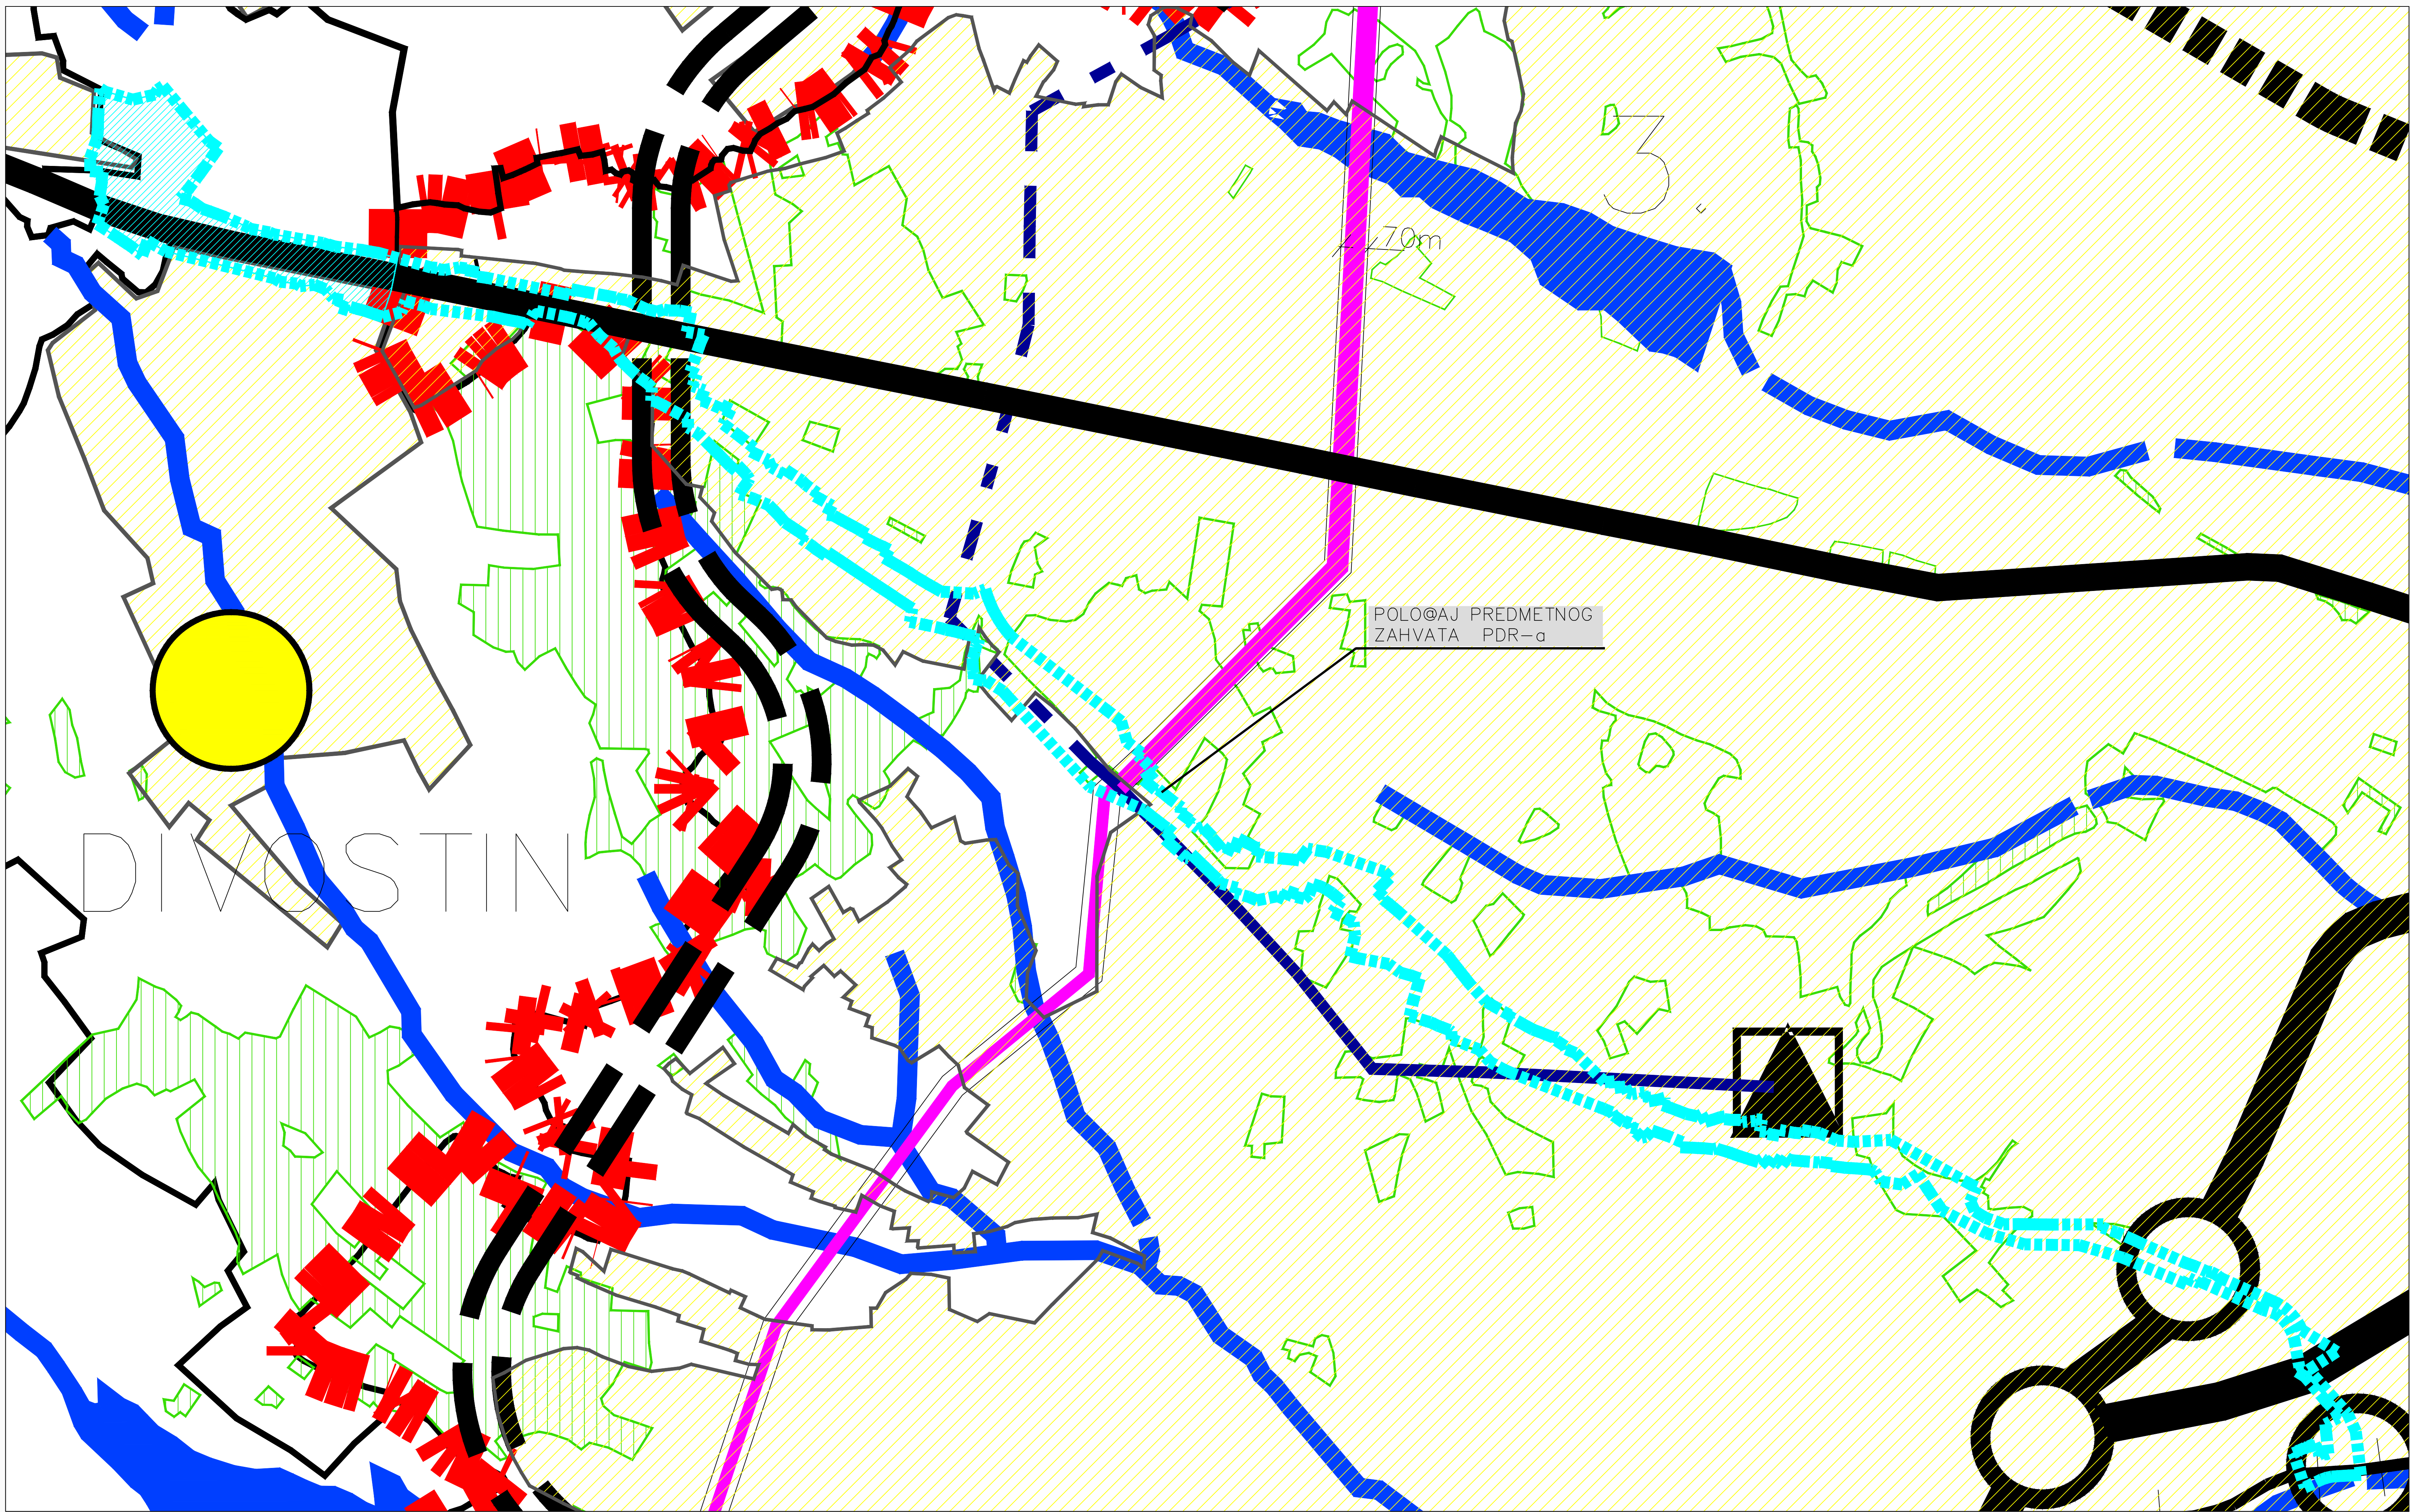 3.
70m
POLO@AJ PREDMETNOG
ZAHVATA PDR-a
DIVOSTIN